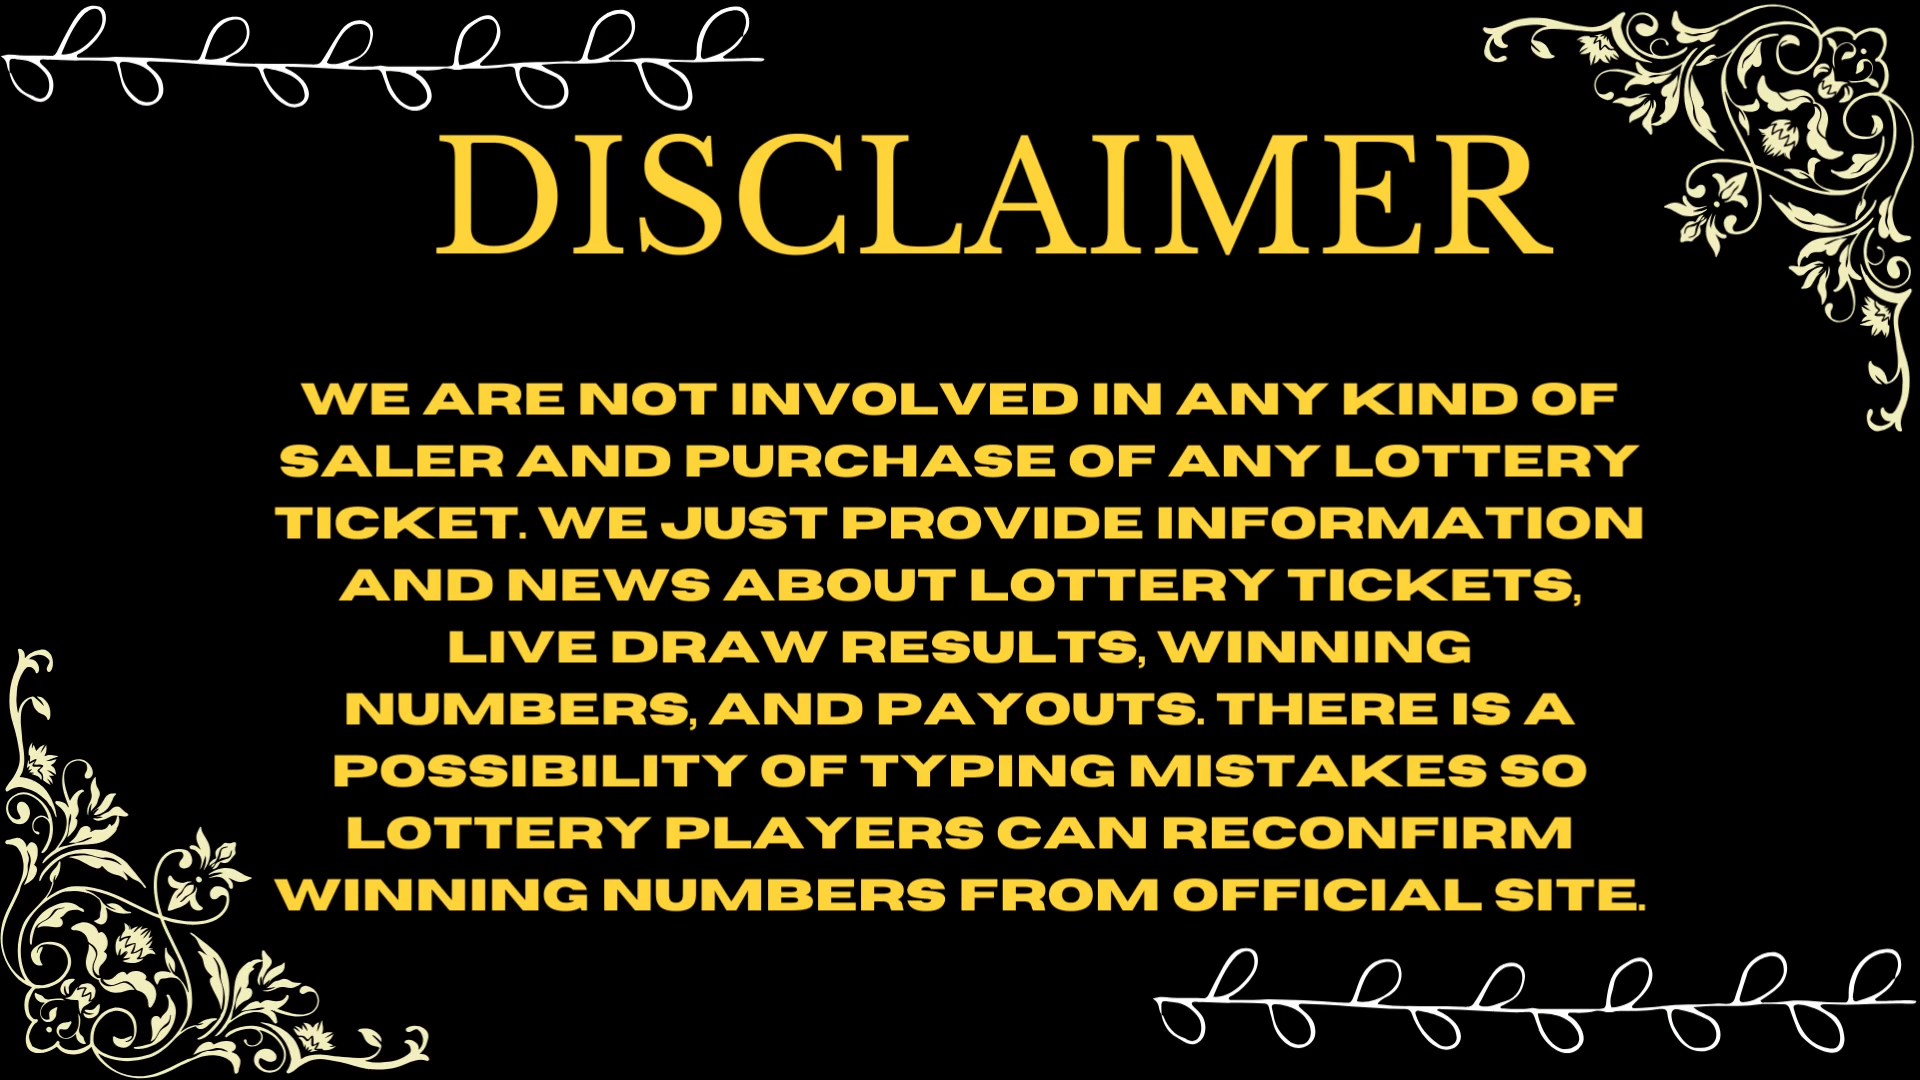 DISCLAIMER
WE ARE NOT INVOLVED IN ANY KIND OF
SALER AND PURCHASE OF ANY LOTTERY
TICKET. WE JUST PROVIDE INFORMATION
AND NEWS ABOUT LOTTERY TICKETS,
LIVE DRAW RESULTS, WINNING
NUMBERS, AND PAYOUTS. THERE IS A
POSSIBILITY OF TYPING MISTAKES SO
LOTTERY PLAYERS CAN RECONFIRM
WINNING NUMBERS FROM OFFICIAL SITE.